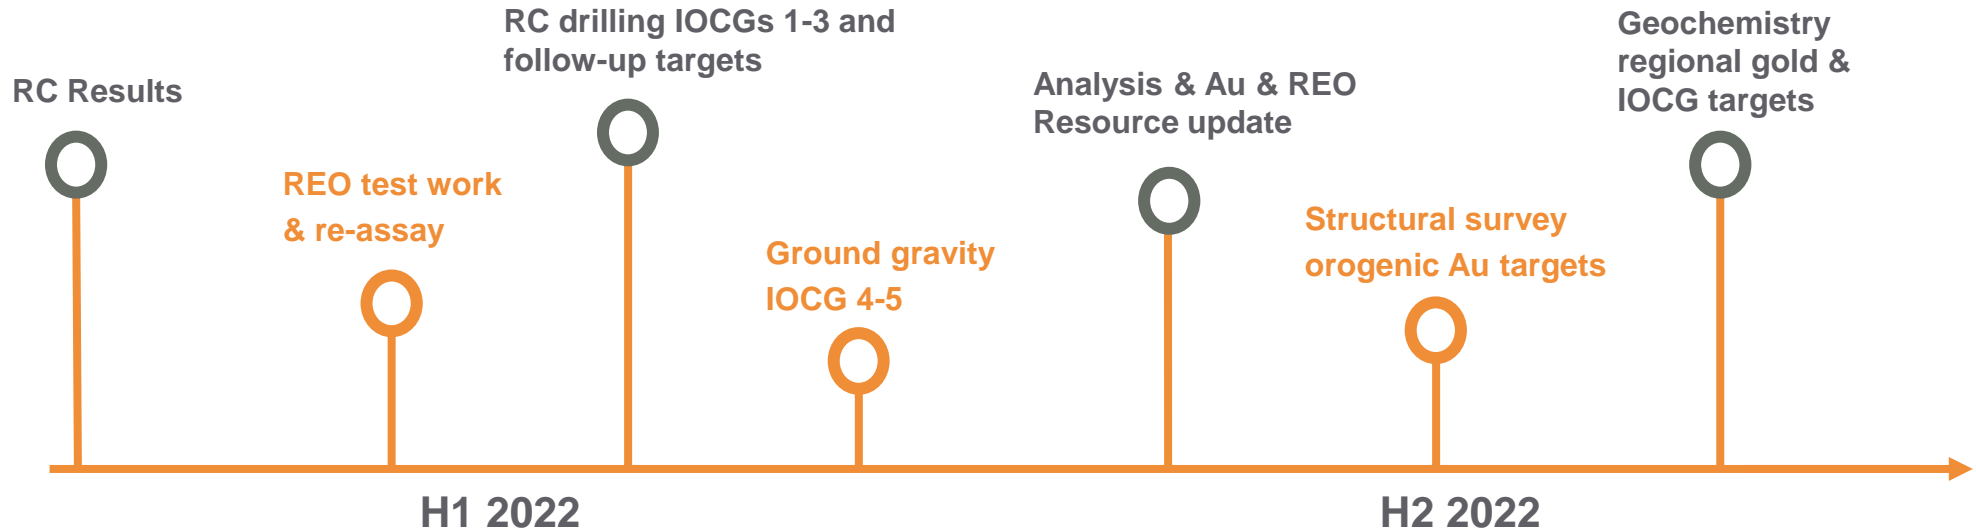 RC Results
REO test work
& re-assay
RC drilling IOCGs 1-3 and
follow-up targets
Ground gravity
IOCG 4-5
Analysis & Au & REO
Resource update
Structural survey
orogenic Au targets
Geochemistry
regional gold &
IOCG targets
H1 2022
H2 2022